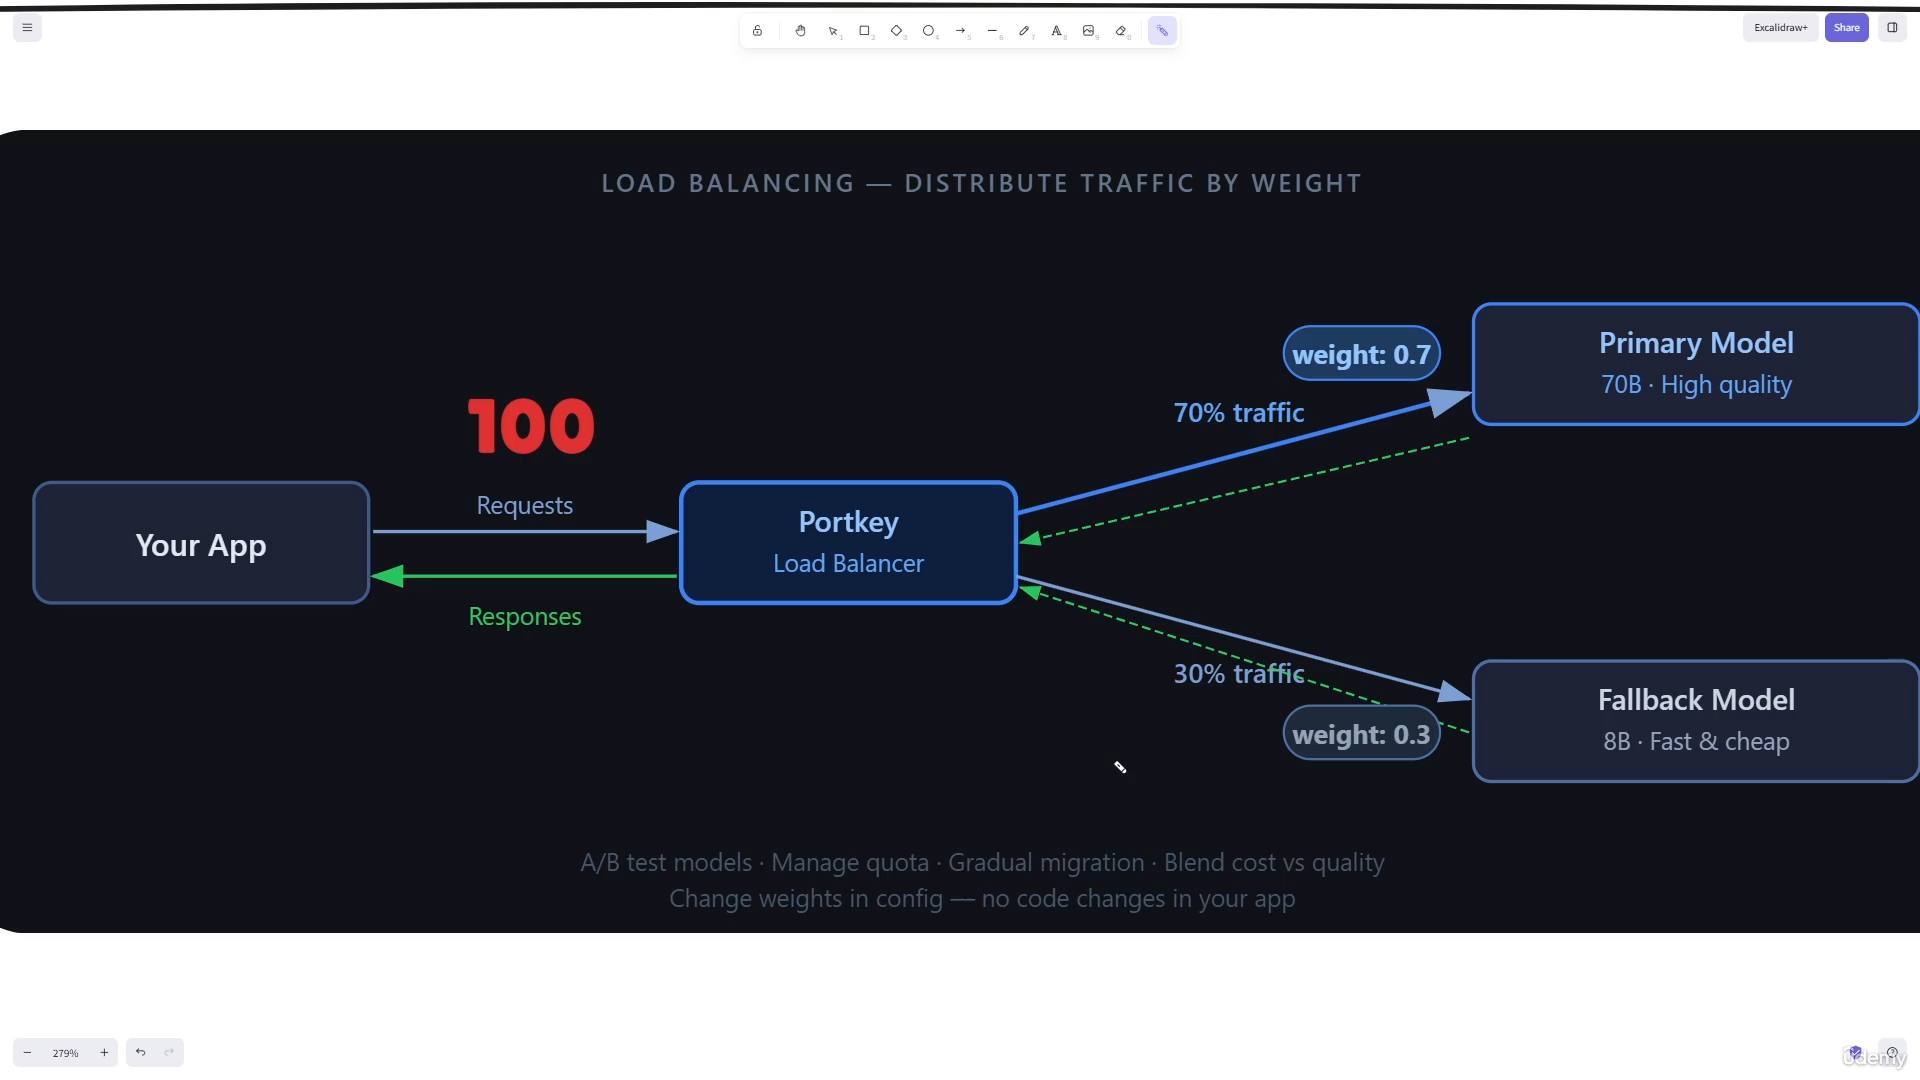 Excalidraw+
Share
LOAD BALANCING — DISTRIBUTE TRAFFIC BY WEIGHT
weight: 0.7
Primary Model
70B · High quality
70% traffic
100
Requests
Your App
Portkey
Load Balancer
Responses
30% traffic
weight: 0.3
Fallback Model
8B · Fast & cheap
A/B test models · Manage quota · Gradual migration · Blend cost vs quality
Change weights in config — no code changes in your app
279%
ûdemy